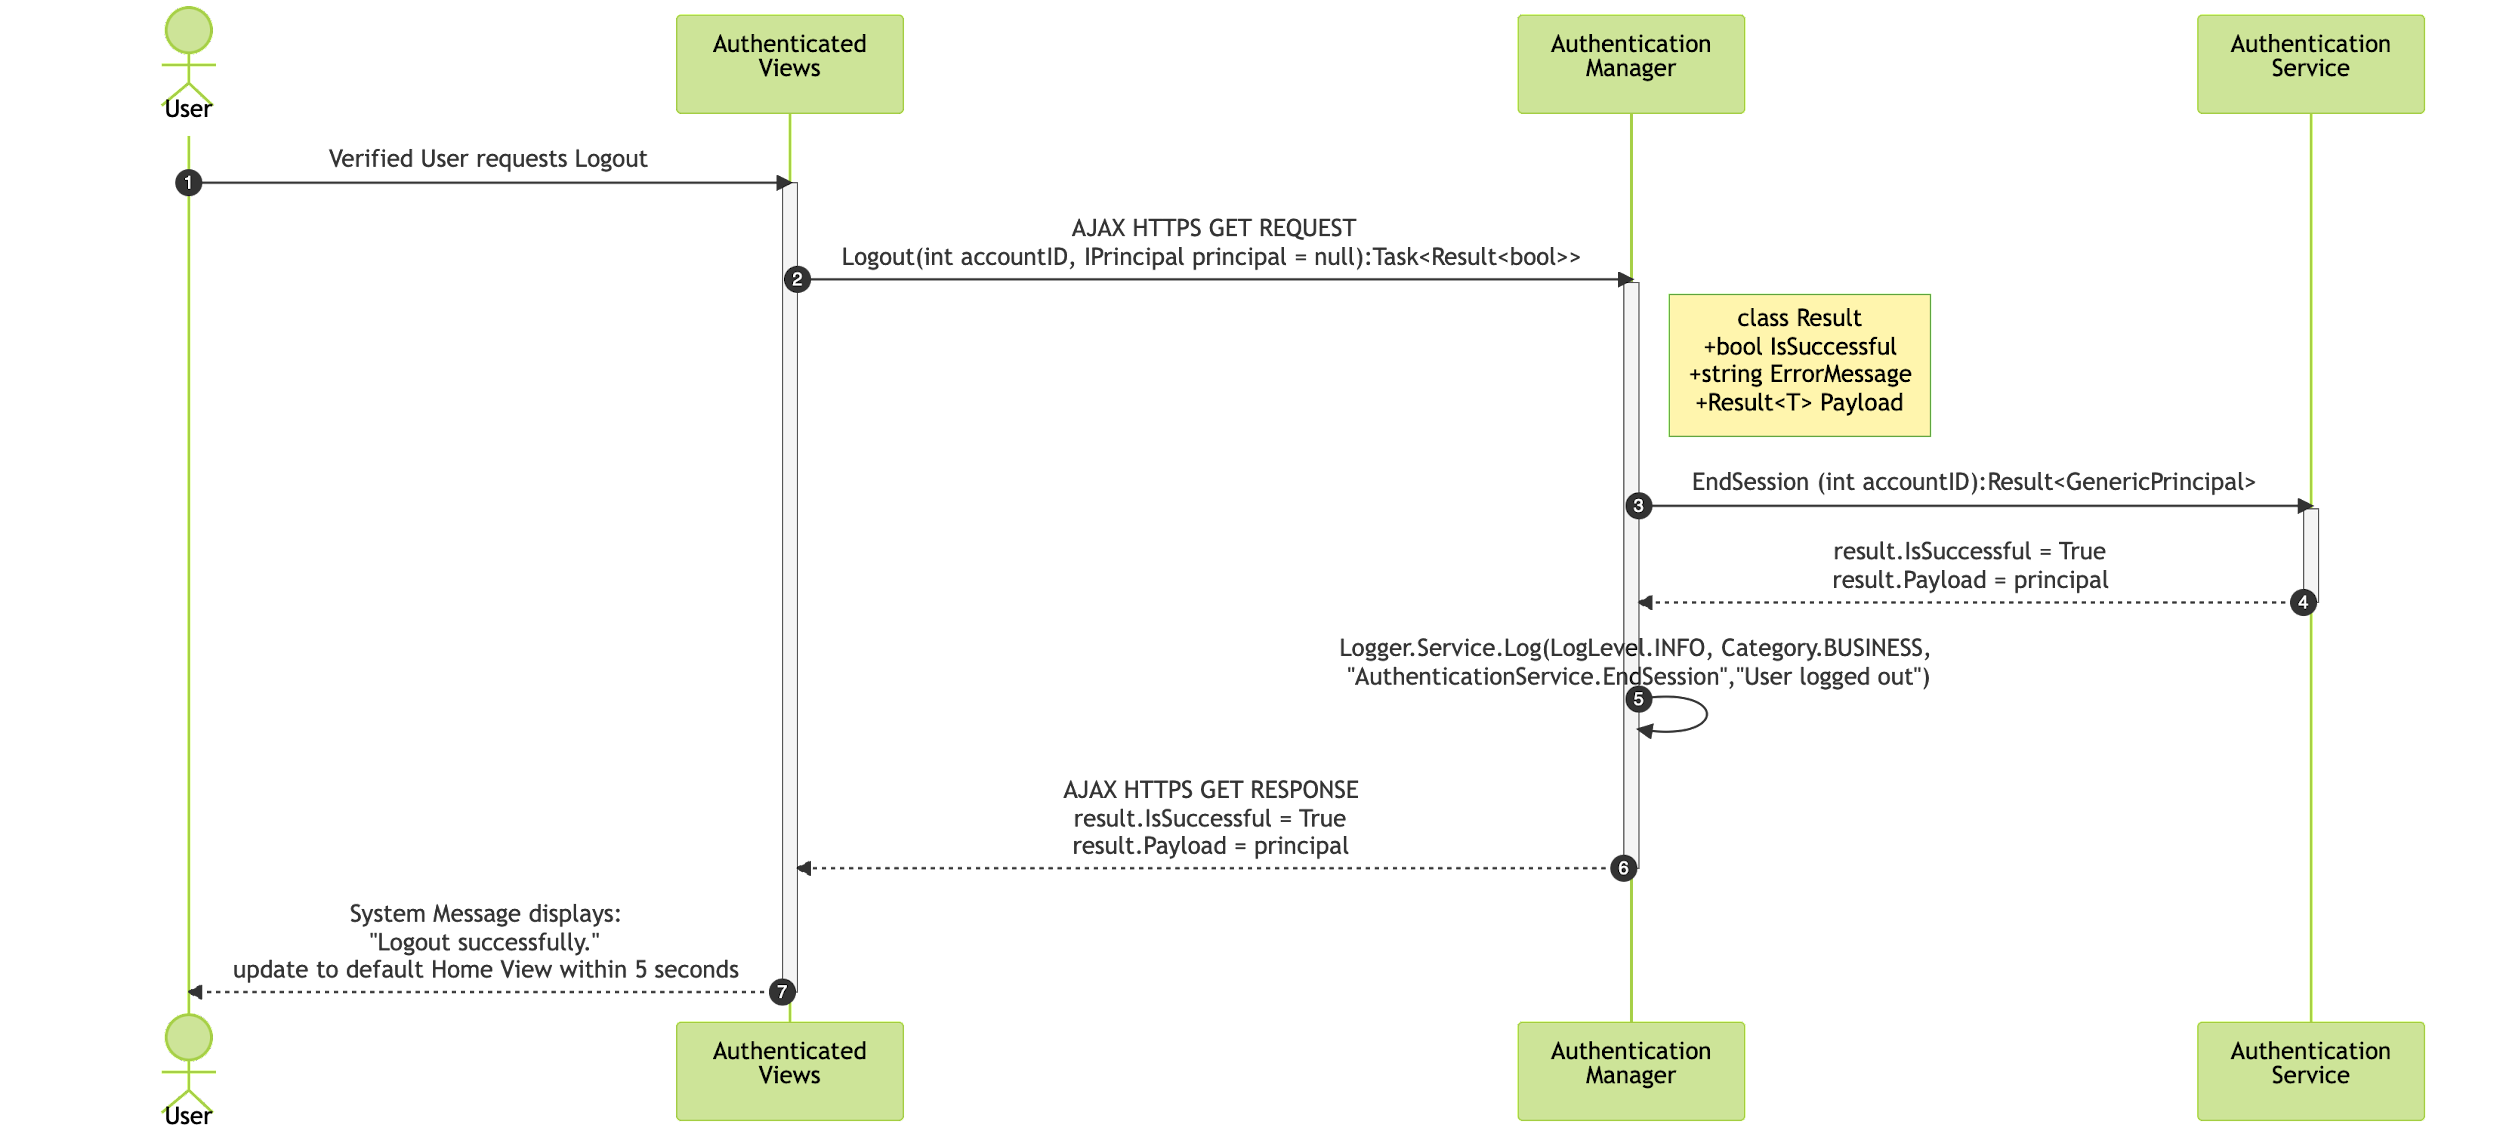 User
Authenticated
Views
Authentication
Manager
Authentication
Service
Verified User requests Logout
1
AJAX HTTPS GET REQUEST
Logout(int accountID, IPrincipal principal = null):Task<Result<bool>>
2
class Result
+bool IsSuccessful
+string ErrorMessage
+Result<T> Payload
EndSession (int accountID):Result<GenericPrincipal>
3
result.IsSuccessful = True
result.Payload = principal
4
Logger.Service.Log(LogLevel.INFO, Category.BUSINESS,
"AuthenticationService.EndSession","User logged out")
5
AJAX HTTPS GET RESPONSE
result.IsSuccessful = True
result.Payload = principal
6
System Message displays:
"Logout successfully."
update to default Home View within 5 seconds
7
User
Authenticated
Views
Authentication
Manager
Authentication
Service